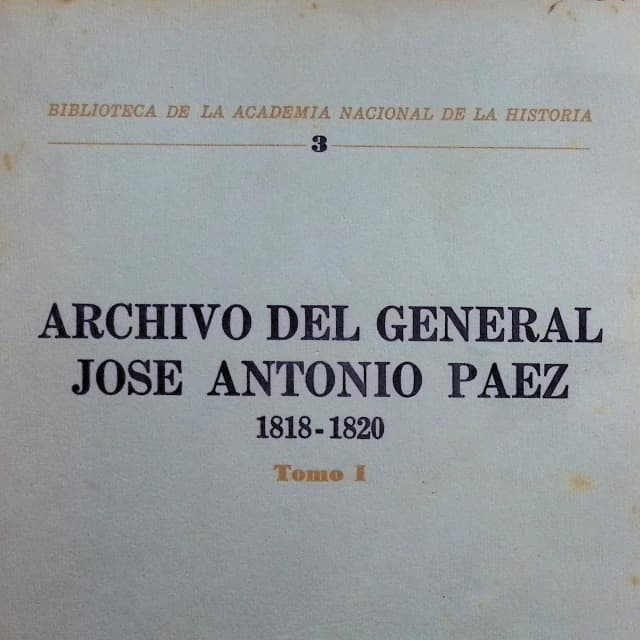 BIBLIOTECA DE LA ACADEMIA NACIONAL DE LA HISTORIA
3
ARCHIVO DEL GENERAL
JOSE ANTONIO PAEZ
1818-1820
Tomo I